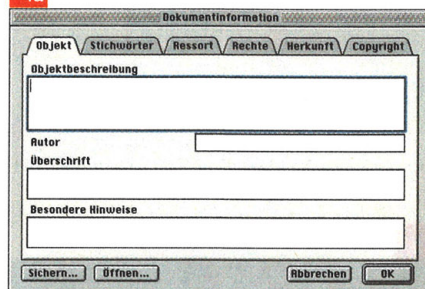 Dokumentinformation
Objekt Stichwörter Ressort Rechte Herkunft Copyright
Objektbeschreibung
Autor
Überschrift
Besondere Hinweise
Sichern... Öffnen... Abbrechen OK